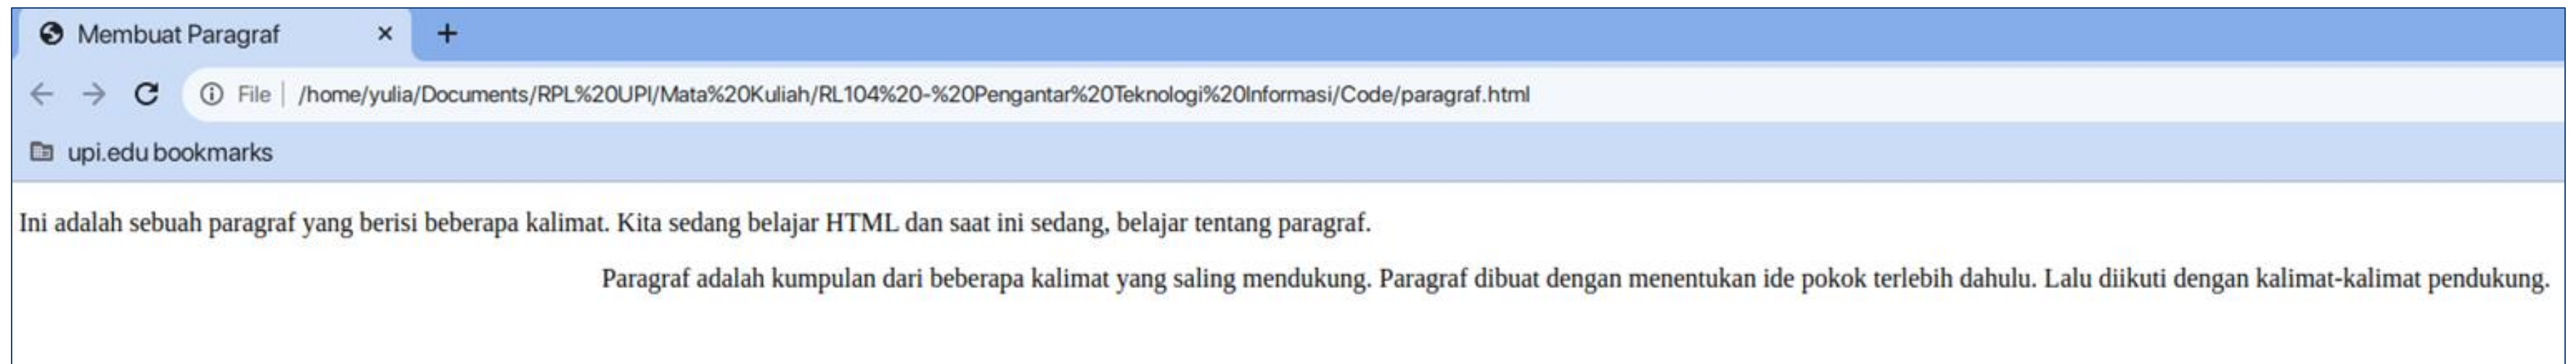 Membuat Paragraf
File | /home/yulia/Documents/RPL%20UPI/Mata%20Kuliah/RL104%20-%20Pengantar%20Teknologi%20Informasi/Code/paragraf.html
upi.edu bookmarks
Ini adalah sebuah paragraf yang berisi beberapa kalimat. Kita sedang belajar HTML dan saat ini sedang, belajar tentang paragraf.
Paragraf adalah kumpulan dari beberapa kalimat yang saling mendukung. Paragraf dibuat dengan menentukan ide pokok terlebih dahulu. Lalu diikuti dengan kalimat-kalimat pendukung.